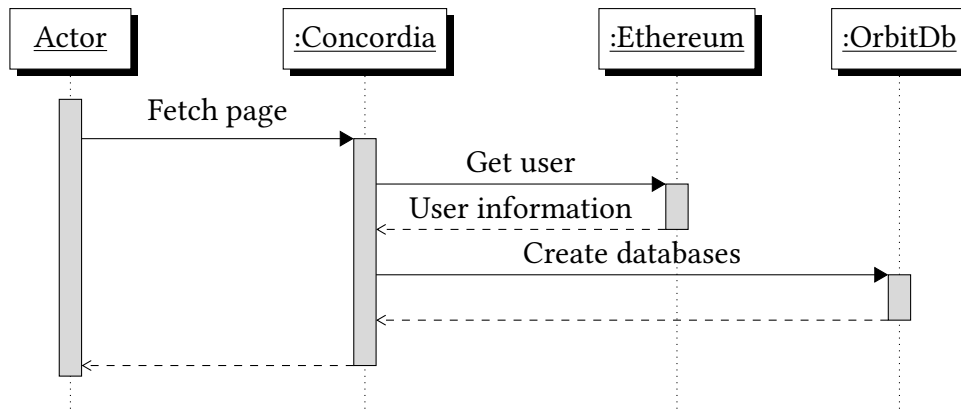 Actor
:Concordia
:Ethereum
:OrbitDb
Fetch page
Get user
User information
Create databases